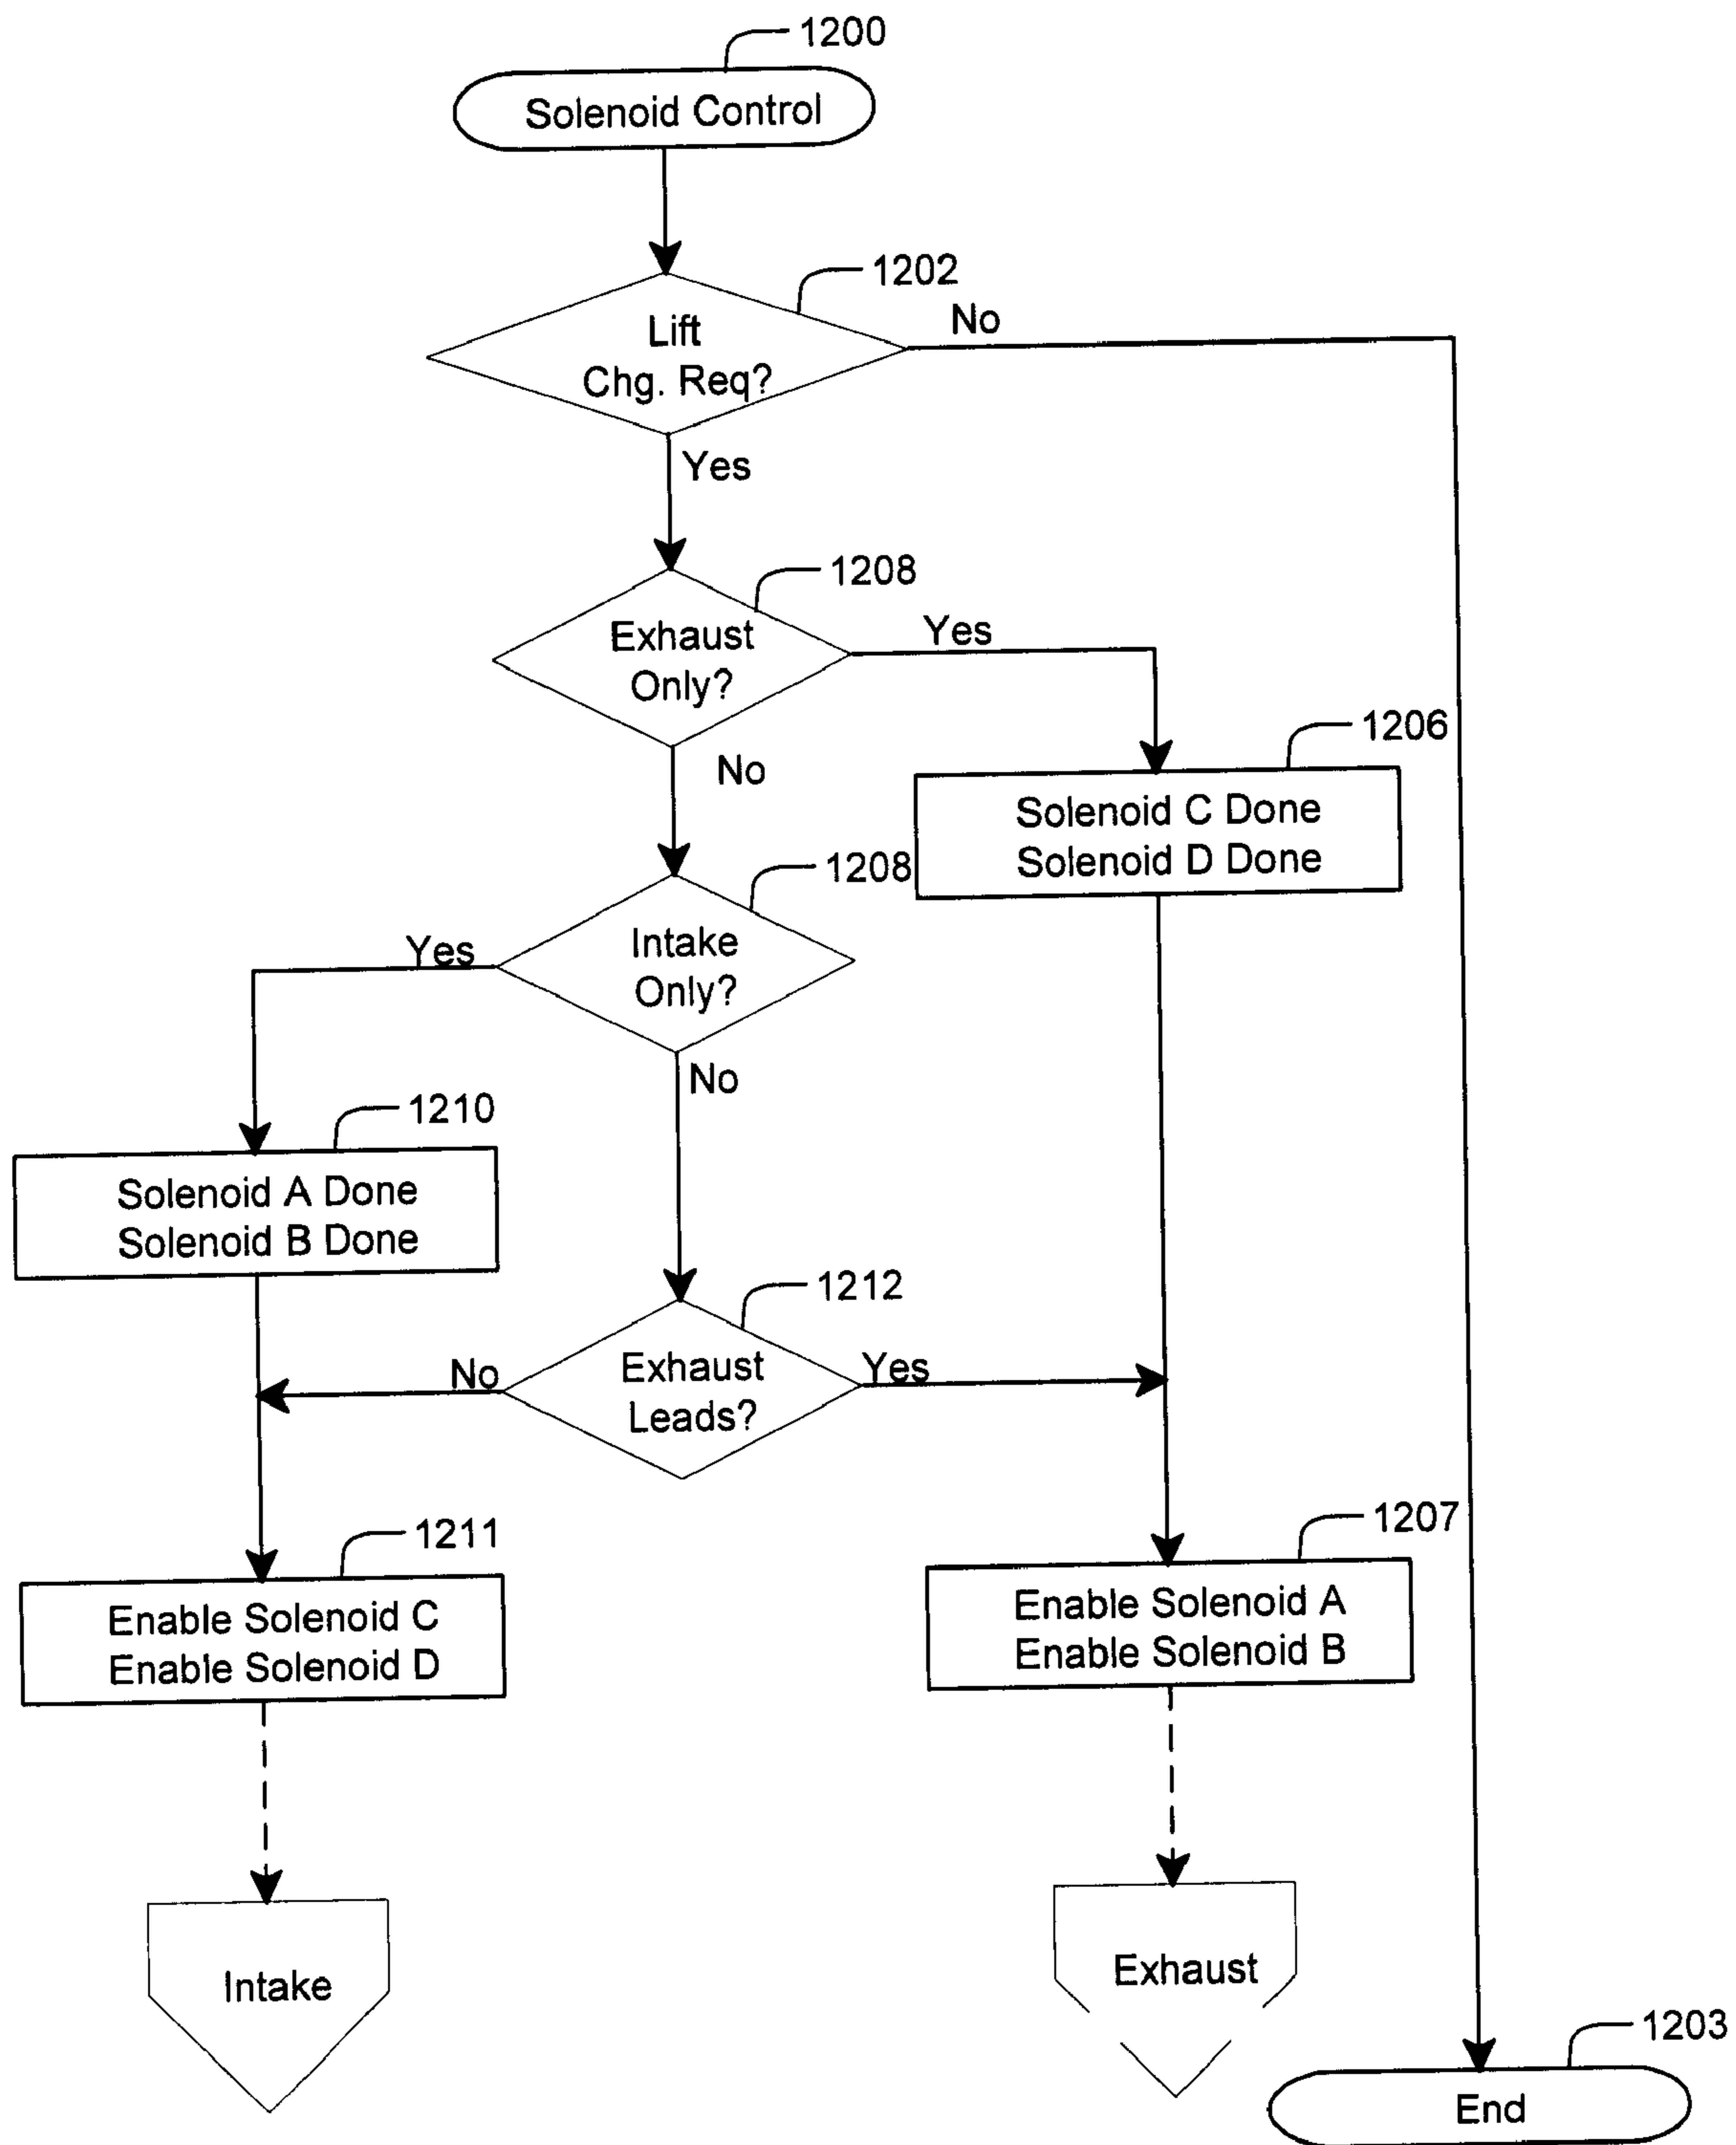 1200
Solenoid Control
1202
Lift
Chg. Req?
No
Yes
1208
Exhaust
Only?
Yes
No
1206
Solenoid C Done
Solenoid D Done
1208
Intake
Only?
Yes
No
1210
Solenoid A Done
Solenoid B Done
1212
Exhaust
Leads?
No
Yes
1211
Enable Solenoid C
Enable Solenoid D
1207
Enable Solenoid A
Enable Solenoid B
Intake
Exhaust
1203
End